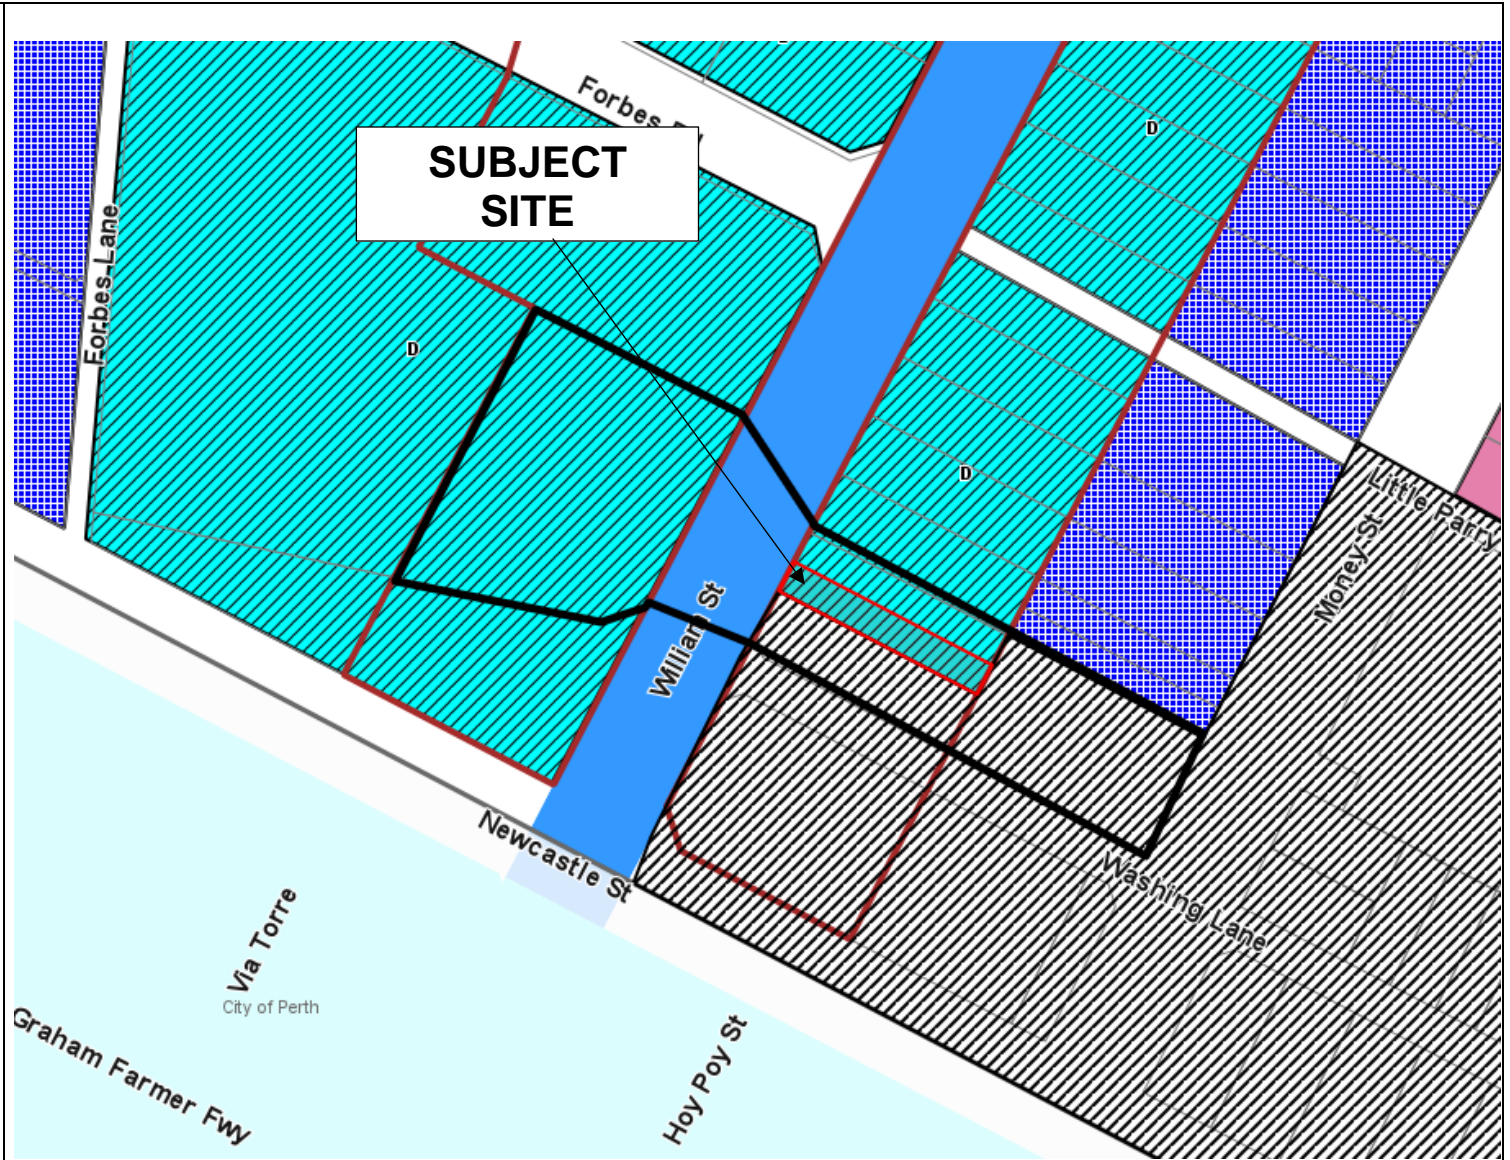 Forbes
SUBJECT
SITE
D
Forbes Lane
D
D
Little Parry
Money St
William St
Newcastle St
Washing Lane
Via Torre
City of Perth
Graham Farmer Fwy
Hoy Poy St